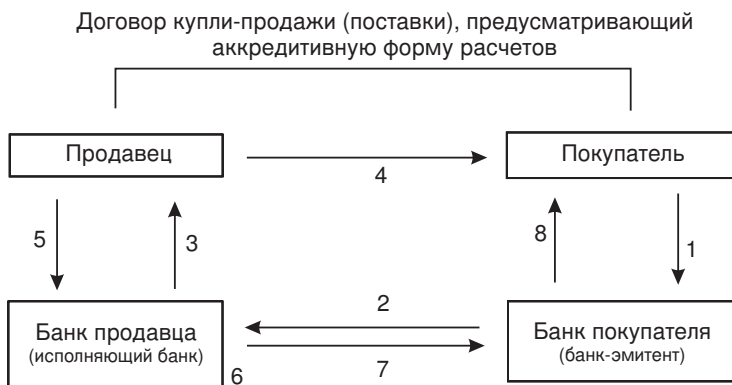 Договор купли-продажи (поставки), предусматривающий
аккредитивную форму расчетов
Продавец
Покупатель
4
5
3
8
1
2
Банк продавца
(исполняющий банк)
Банк покупателя
(банк-эмитент)
6
7